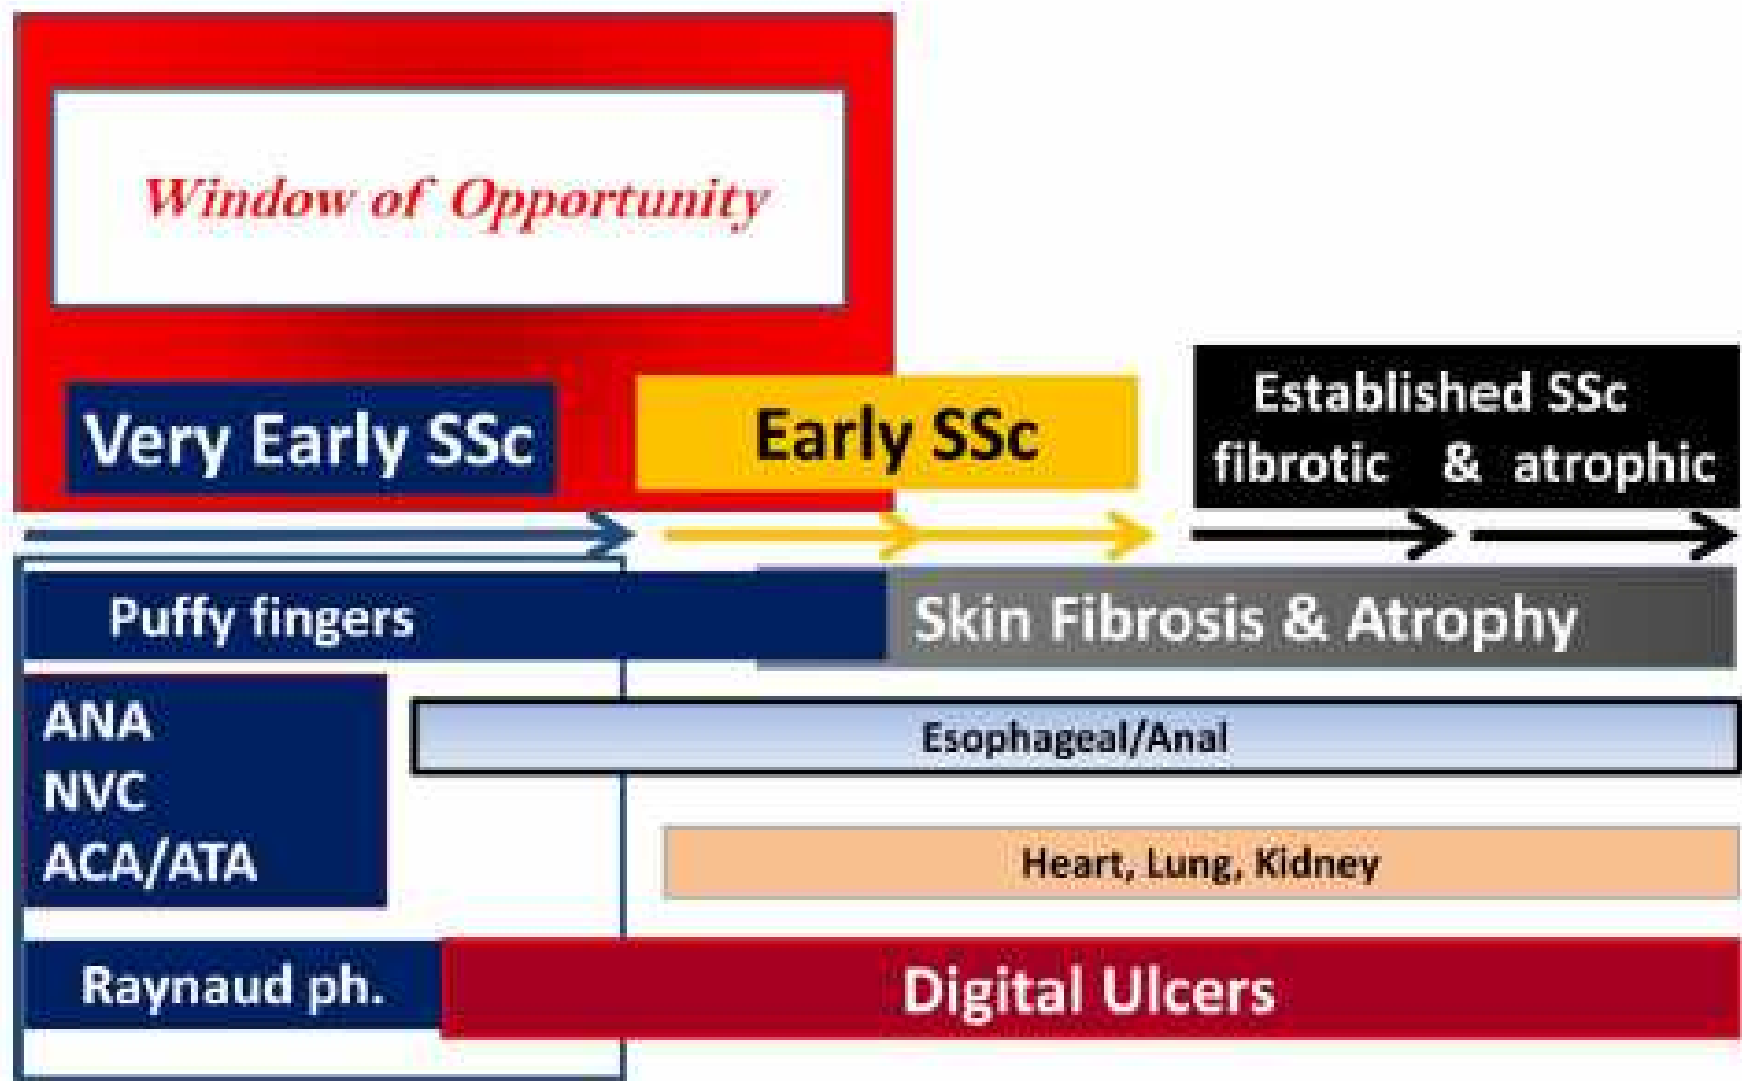 Window of Opportunity
Very Early SSc
Early SSc
Established SSc
fibrotic & atrophic
Puffy fingers
Skin Fibrosis & Atrophy
ANA
NVC
ACA/ATA
Esophageal/Anal
Heart, Lung, Kidney
Raynaud ph.
Digital Ulcers